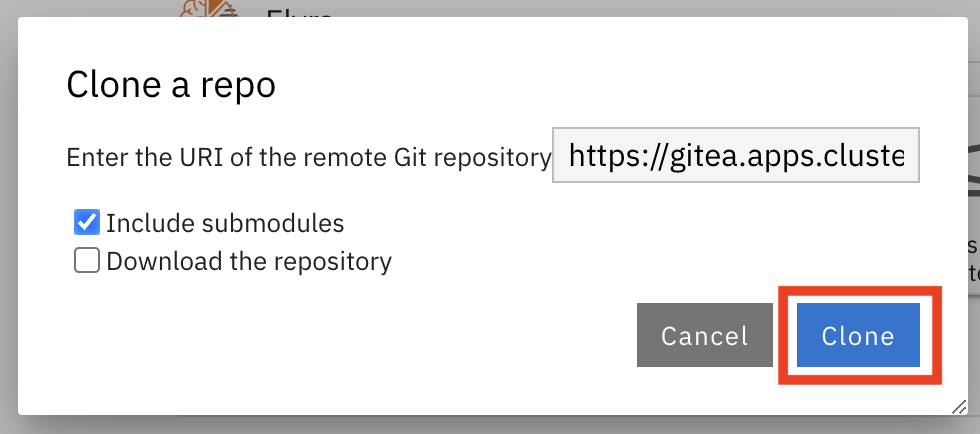 Clone a repo
Enter the URI of the remote Git repository https://gitea.apps.cluste
Include submodules
Download the repository
Cancel Clone